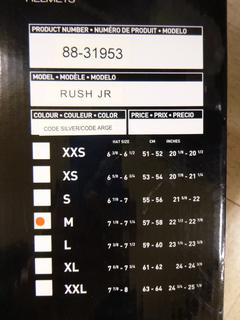 HELMETS
PRODUCT NUMBER • NUMÉRO DE PRODUIT • MODELO
88-31953
MODEL • MODÈLE • MODELO
RUSH JR
COLOUR • COULEUR • COLOR
CODE SILVER/CODE ARGE
PRICE • PRIX • PRECIO
HAT SIZE CM INCHES
XXS 6 3/8 - 6 1/2 51 - 52 20 1/8 - 20 1/2
XS 6 5/8 - 6 3/4 53 - 54 20 7/8 - 21 1/4
S 6 7/8 - 7 55 - 56 21 5/8 - 22
M 7 1/8 - 7 1/4 57 - 58 22 1/2 - 22 7/8
L 7 3/8 - 7 1/2 59 - 60 23 1/4 - 23 5/8
XL 7 5/8 - 7 3/4 61 - 62 24 - 24 3/8
XXL 7 7/8 - 8 63 - 64 24 3/4 - 25 1/8